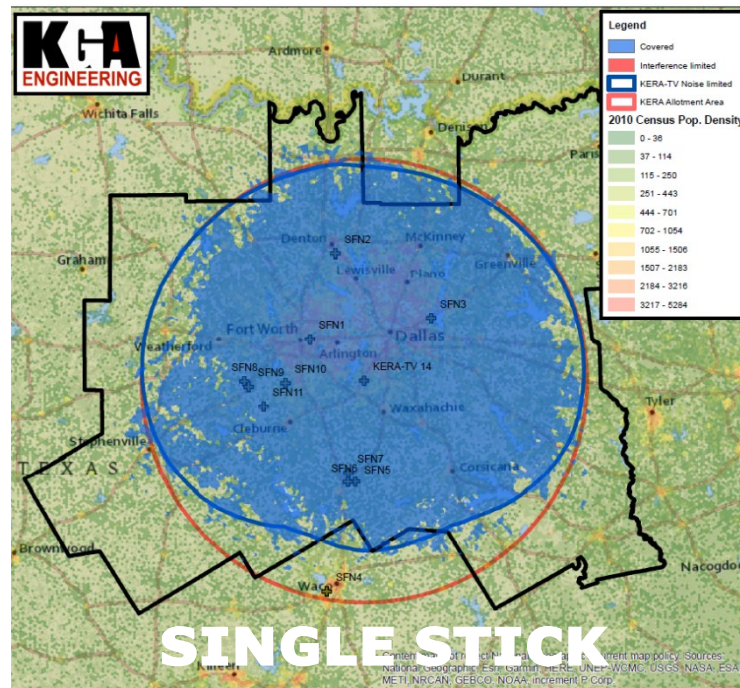 KGA
ENGINEERING
Legend
Covered
Interference limited
KERA-TV Noise limited
KERA Allotment Area
2010 Census Pop. Density
0 - 36
37 - 114
115 - 250
251 - 443
444 - 701
702 - 1054
1055 - 1506
1507 - 2183
2184 - 3216
3217 - 5284
Ardmore
Durant
Wichita Falls
Denison
Paris
Denton
SFN2
McKinney
Graham
Greenville
Lewisville
Plano
SFN3
Fort Worth
SFN1
Dallas
Weatherford
Arlington
SFN8
SFN9
SFN10
KERA-TV 14
SFN11
Tyler
Waxahachie
Cleburne
Stephenville
TEXAS
SFN7
SFN6
SFN5
Corsicana
Brownwood
Nacogdoc
Waco
SFN4
SINGLE STICK
Killeen
National Geographic, Esri, Garmin, HERE, UNEP-WCMC, USGS, NASA, ESA
METI, NRCAN, GEBCO, NOAA, increment P Corp.